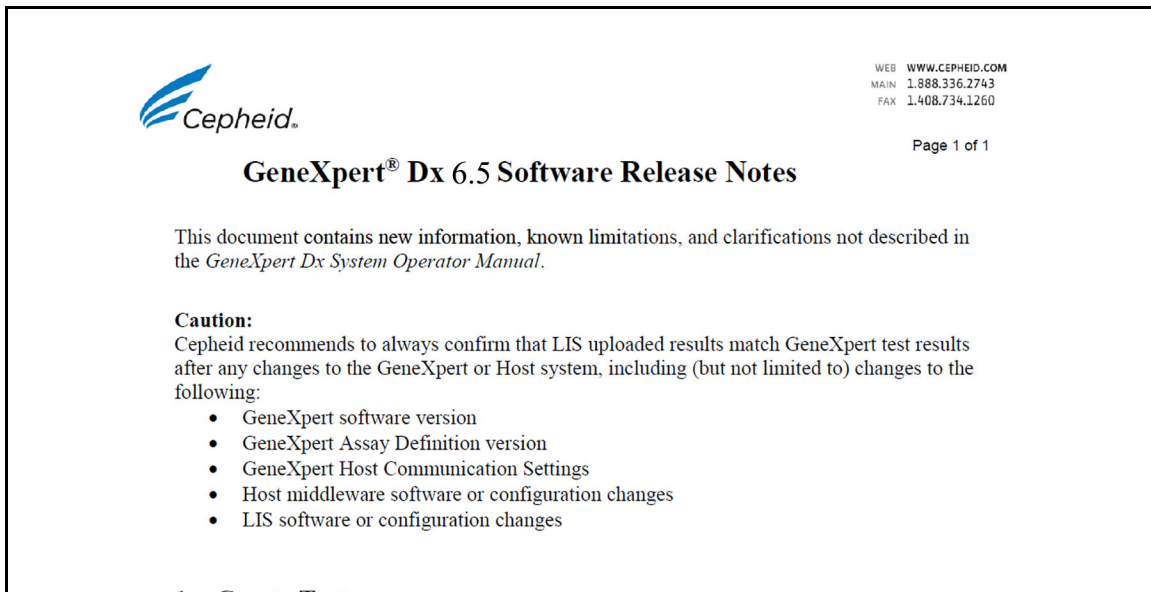 Cepheid®
WEB WWW.CEPHEID.COM
MAIN 1.888.336.2743
FAX 1.408.734.1260
Page 1 of 1
GeneXpert® Dx 6.5 Software Release Notes
This document contains new information, known limitations, and clarifications not described in
the GeneXpert Dx System Operator Manual.
Caution:
Cepheid recommends to always confirm that LIS uploaded results match GeneXpert test results
after any changes to the GeneXpert or Host system, including (but not limited to) changes to the
following:
• GeneXpert software version
• GeneXpert Assay Definition version
• GeneXpert Host Communication Settings
• Host middleware software or configuration changes
• LIS software or configuration changes